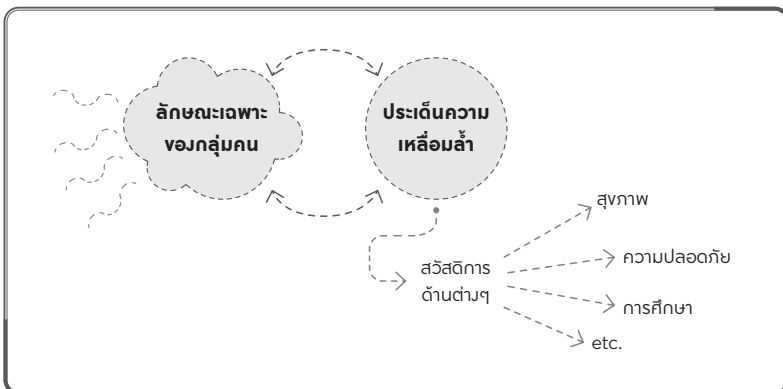 ลักษณะเฉพาะ
ของกลุ่มคน
ประเด็นความ
เหลื่อมล้ำ
สวัสดิการ
ด้านต่างๆ
สุขภาพ
ความปลอดภัย
การศึกษา
etc.